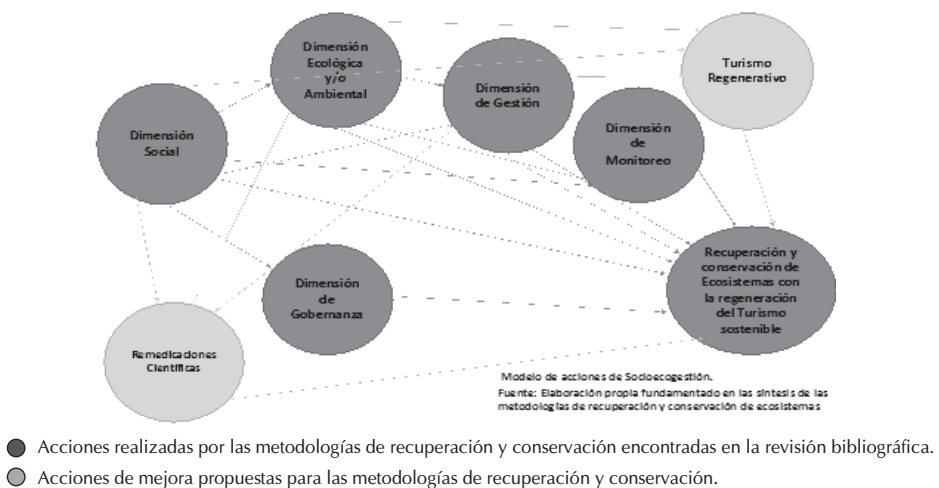 Dimensión
Ecológica
y/o
Ambiental
Turismo
Regenerativo
Dimensión
de Gestión
Dimensión
Social
Dimensión
de
Monitoreo
Recuperación y
conservación de
Ecosistemas con
la regeneración
del Turismo
sostenible
Dimensión
de
Gobernanza
Remedicaciones
Científicas
Modelo de acciones de Socioecogestión.
Fuente: Elaboración propia fundamentado en las síntesis de las
metodologías de recuperación y conservación de ecosistemas
Acciones realizadas por las metodologías de recuperación y conservación encontradas en la revisión bibliográfica.
Acciones de mejora propuestas para las metodologías de recuperación y conservación.